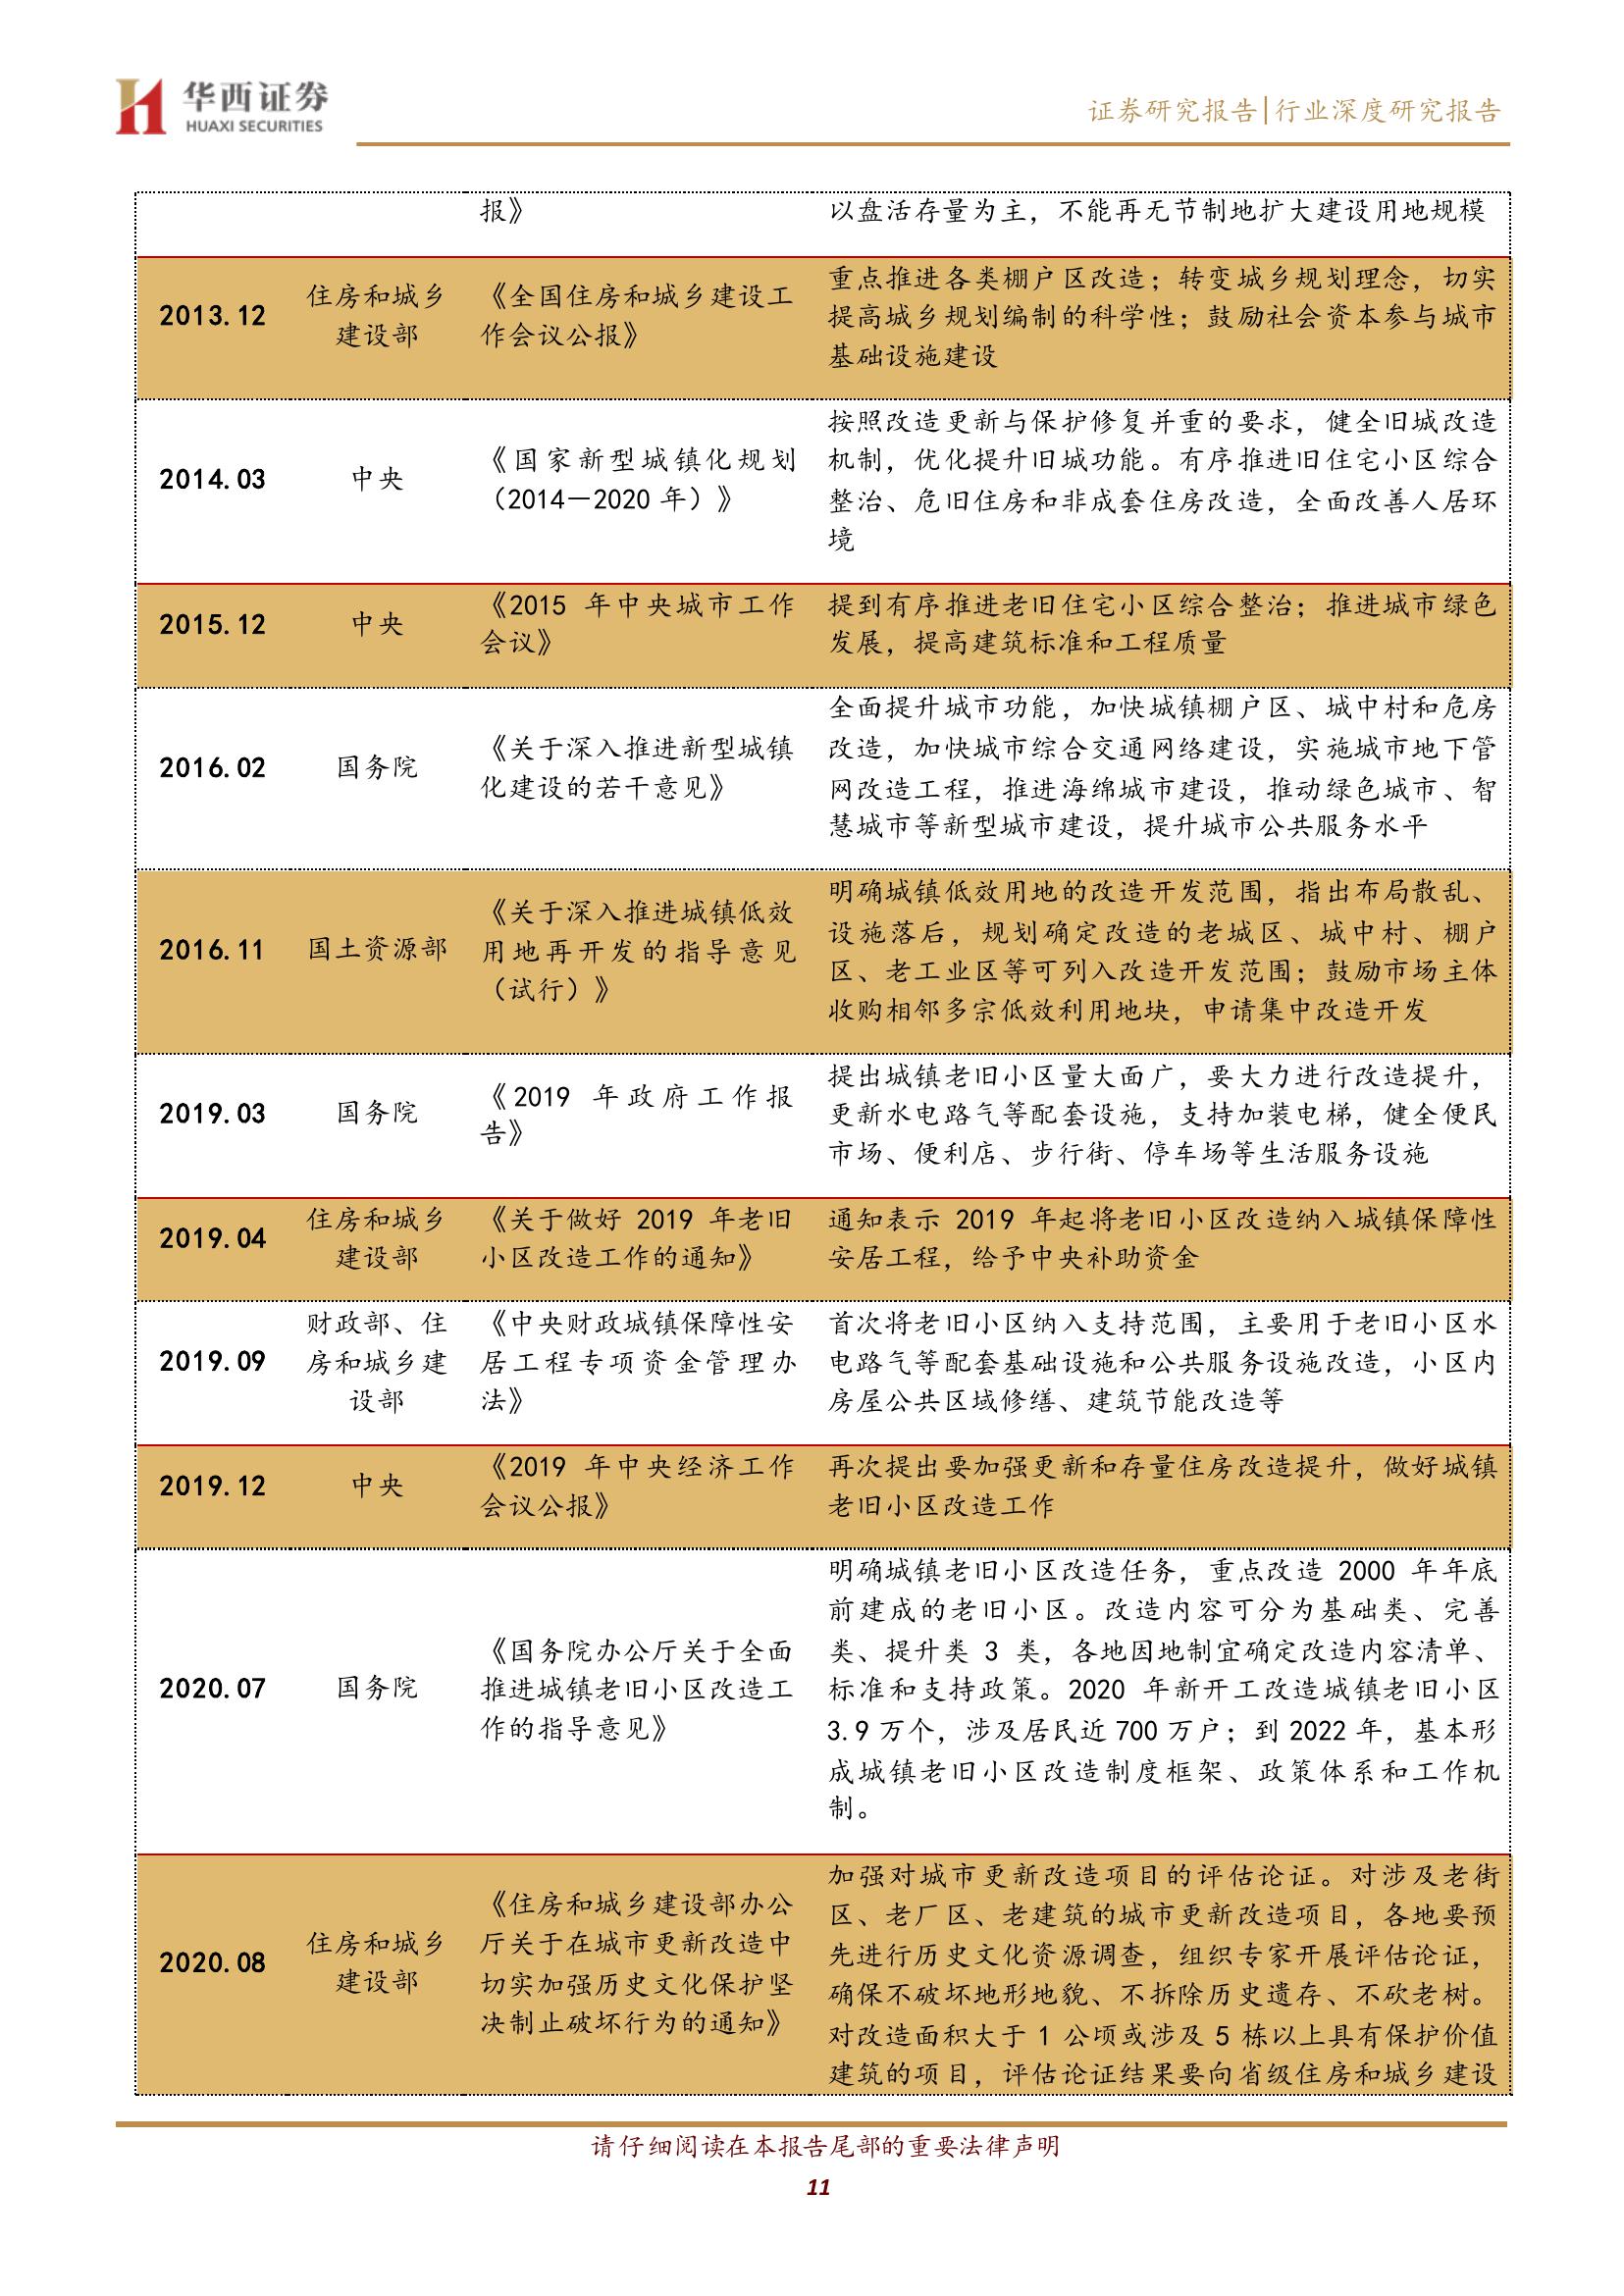 华西证券
HUAXI SECURITIES
证券研究报告|行业深度研究报告
报》
以盘活存量为主，不能再无节制地扩大建设用地规模
2013.12
住房和城乡
建设部
《全国住房和城乡建设工
作会议公报》
重点推进各类棚户区改造；转变城乡规划理念，切实
提高城乡规划编制的科学性；鼓励社会资本参与城市
基础设施建设
2014.03
中央
《国家新型城镇化规划
（2014—2020 年）》
按照改造更新与保护修复并重的要求，健全旧城改造
机制，优化提升旧城功能。有序推进旧住宅小区综合
整治、危旧住房和非成套住房改造，全面改善人居环
境
2015.12
中央
《2015 年中央城市工作
会议》
提到有序推进老旧住宅小区综合整治；推进城市绿色
发展，提高建筑标准和工程质量
2016.02
国务院
《关于深入推进新型城镇
化建设的若干意见》
全面提升城市功能，加快城镇棚户区、城中村和危房
改造，加快城市综合交通网络建设，实施城市地下管
网改造工程，推进海绵城市建设，推动绿色城市、智
慧城市等新型城市建设，提升城市公共服务水平
2016.11
国土资源部
《关于深入推进城镇低效
用地再开发的指导意见
（试行）》
明确城镇低效用地的改造开发范围，指出布局散乱、
设施落后，规划确定改造的老城区、城中村、棚户
区、老工业区等可列入改造开发范围；鼓励市场主体
收购相邻多宗低效利用地块，申请集中改造开发
2019.03
国务院
《2019 年政府工作报
告》
提出城镇老旧小区量大面广，要大力进行改造提升，
更新水电路气等配套设施，支持加装电梯，健全便民
市场、便利店、步行街、停车场等生活服务设施
2019.04
住房和城乡
建设部
《关于做好 2019 年老旧
小区改造工作的通知》
通知表示 2019 年起将老旧小区改造纳入城镇保障性
安居工程，给予中央补助资金
2019.09
财政部、住
房和城乡建
设部
《中央财政城镇保障性安
居工程专项资金管理办
法》
首次将老旧小区纳入支持范围，主要用于老旧小区水
电路气等配套基础设施和公共服务设施改造，小区内
房屋公共区域修缮、建筑节能改造等
2019.12
中央
《2019 年中央经济工作
会议公报》
再次提出要加强更新和存量住房改造提升，做好城镇
老旧小区改造工作
2020.07
国务院
《国务院办公厅关于全面
推进城镇老旧小区改造工
作的指导意见》
明确城镇老旧小区改造任务，重点改造 2000 年年底
前建成的老旧小区。改造内容可分为基础类、完善
类、提升类 3 类，各地因地制宜确定改造内容清单、
标准和支持政策。2020 年新开工改造城镇老旧小区
3.9 万个，涉及居民近 700 万户；到 2022 年，基本形
成城镇老旧小区改造制度框架、政策体系和工作机
制。
2020.08
住房和城乡
建设部
《住房和城乡建设部办公
厅关于在城市更新改造中
切实加强历史文化保护坚
决制止破坏行为的通知》
加强对城市更新改造项目的评估论证。对涉及老街
区、老厂区、老建筑的城市更新改造项目，各地要预
先进行历史文化资源调查，组织专家开展评估论证，
确保不破坏地形地貌、不拆除历史遗存、不砍老树。
对改造面积大于 1 公顷或涉及 5 栋以上具有保护价值
建筑的项目，评估论证结果要向省级住房和城乡建设
请仔细阅读在本报告尾部的重要法律声明
11